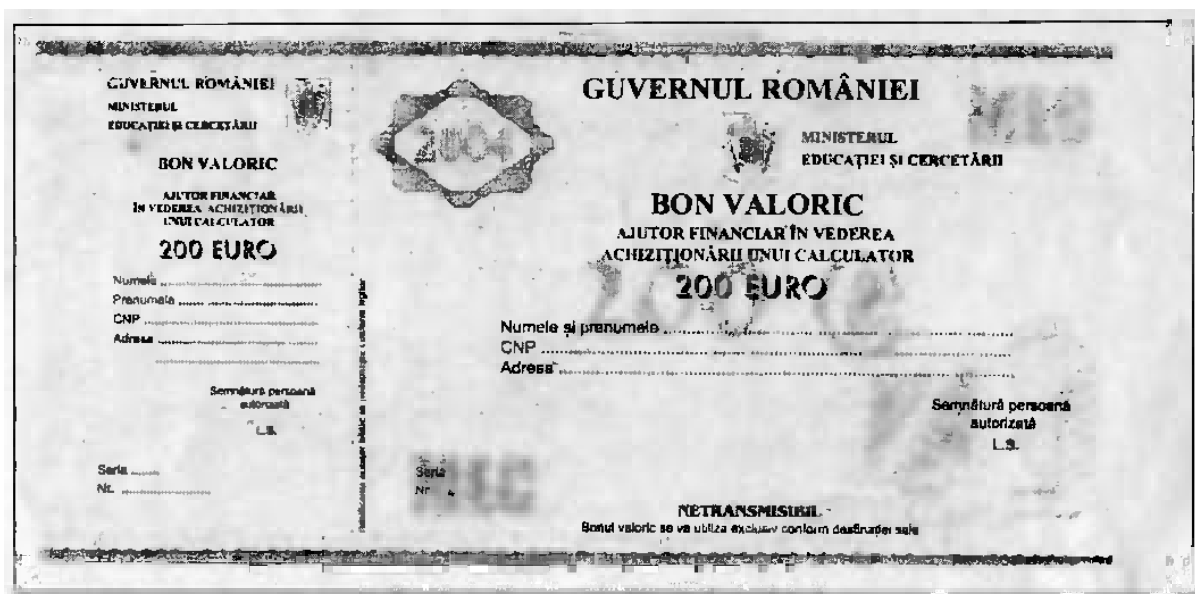 GUVERNUL ROMÂNIEI
MINISTERUL
EDUCAȚIEI ȘI CERCETĂRII
BON VALORIC
AJUTOR FINANCIAR
ÎN VEDEREA ACHIZIȚIONĂRII
UNUI CALCULATOR
200 EURO
Numele
Prenumele
CNP
Adresa
Semnătură persoană
autorizată
L.S.
Seria
Nr.
2004
GUVERNUL ROMÂNIEI
MINISTERUL
EDUCAȚIEI ȘI CERCETĂRII
BON VALORIC
AJUTOR FINANCIAR ÎN VEDEREA
ACHIZIȚIONĂRII UNUI CALCULATOR
200 EURO
Numele și prenumele
CNP
Adresa
Semnătură persoană
autorizată
L.S.
Seria
Nr.
MEC
NETRANSMISIBIL
Bonul valoric se va utiliza exclusiv conform destinației sale